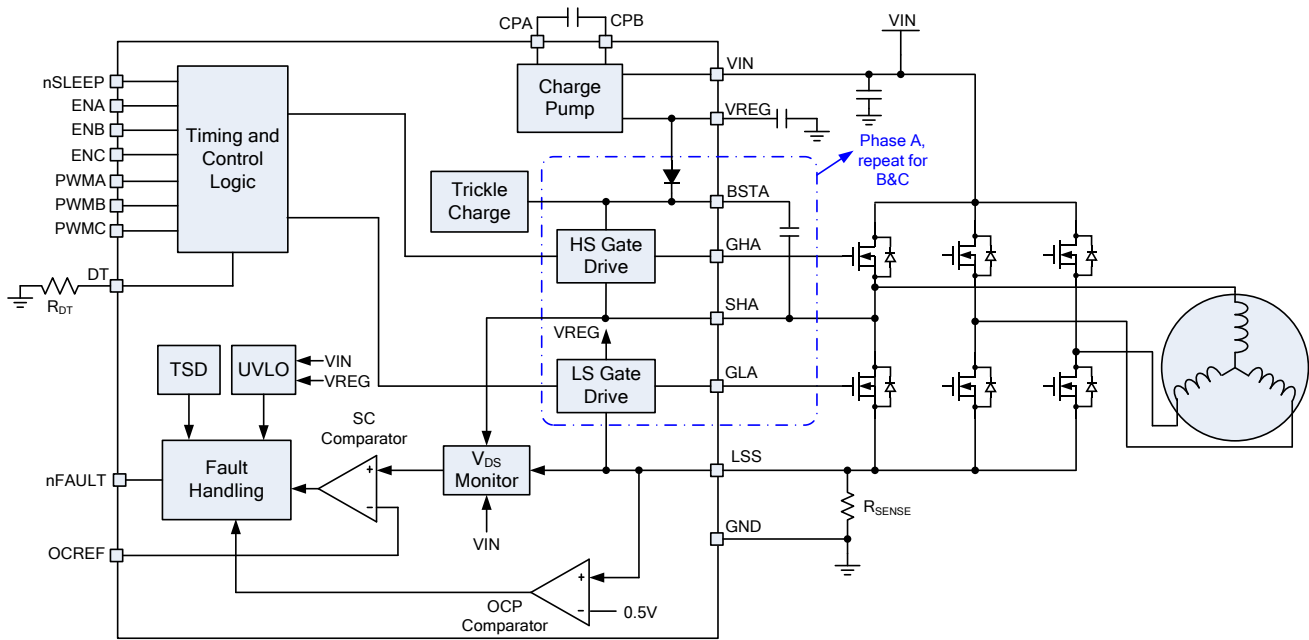 CPA
CPB
VIN
nSLEEP
ENA
ENB
ENC
PWMA
PWMB
PWMC
DT
RDT
Timing and
Control
Logic
Charge
Pump
VIN
VREG
Phase A,
repeat for
B&C
Trickle
Charge
BSTA
HS Gate
Drive
GHA
SHA
VREG
LS Gate
Drive
GLA
TSD
UVLO
VIN
VREG
SC
Comparator
Fault
Handling
nFAULT
+
–
VDS
Monitor
VIN
LSS
RSENSE
GND
OCREF
+
–
0.5V
OCP
Comparator